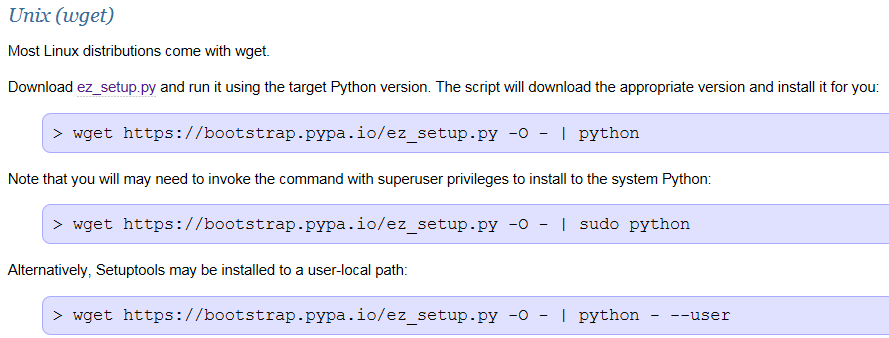 Unix (wget)
Most Linux distributions come with wget.
Download ez_setup.py and run it using the target Python version. The script will download the appropriate version and install it for you:
> wget https://bootstrap.pypa.io/ez_setup.py -O - | python
Note that you will may need to invoke the command with superuser privileges to install to the system Python:
> wget https://bootstrap.pypa.io/ez_setup.py -O - | sudo python
Alternatively, Setuptools may be installed to a user-local path:
> wget https://bootstrap.pypa.io/ez_setup.py -O - | python - --user